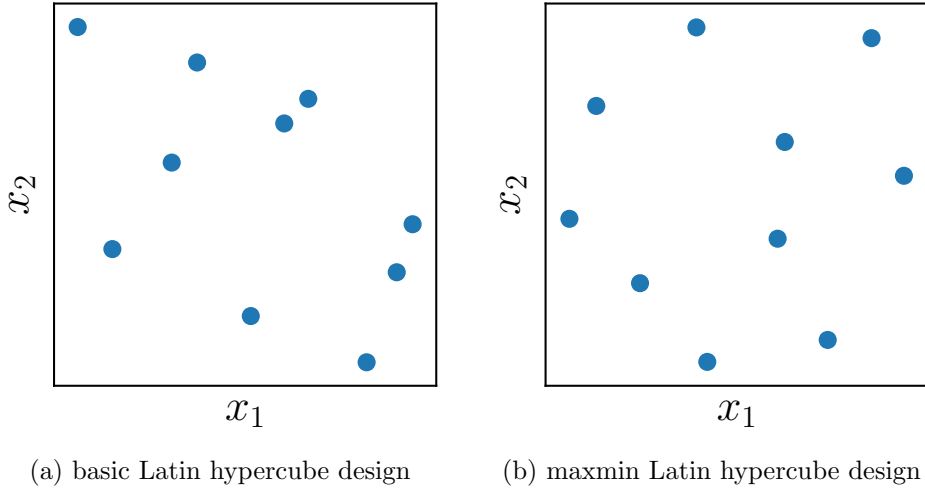 x₂
x₁
(a) basic Latin hypercube design
x₂
x₁
(b) maxmin Latin hypercube design